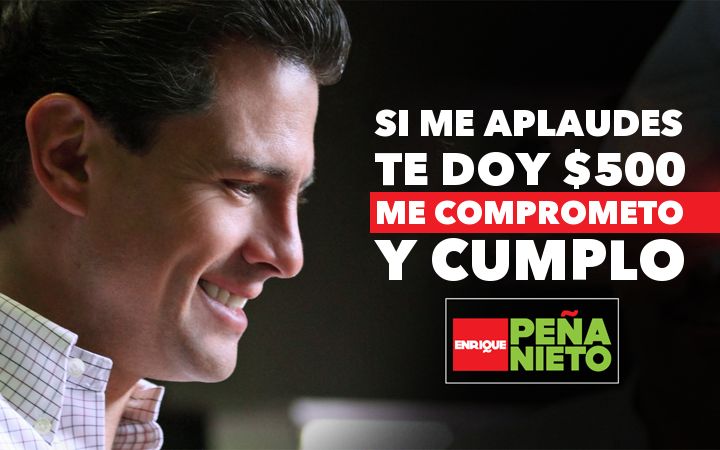 SI ME APLAUDES
TE DOY $500
ME COMPROMETO
Y CUMPLO
ENRIQUE
PEÑA
NIETO